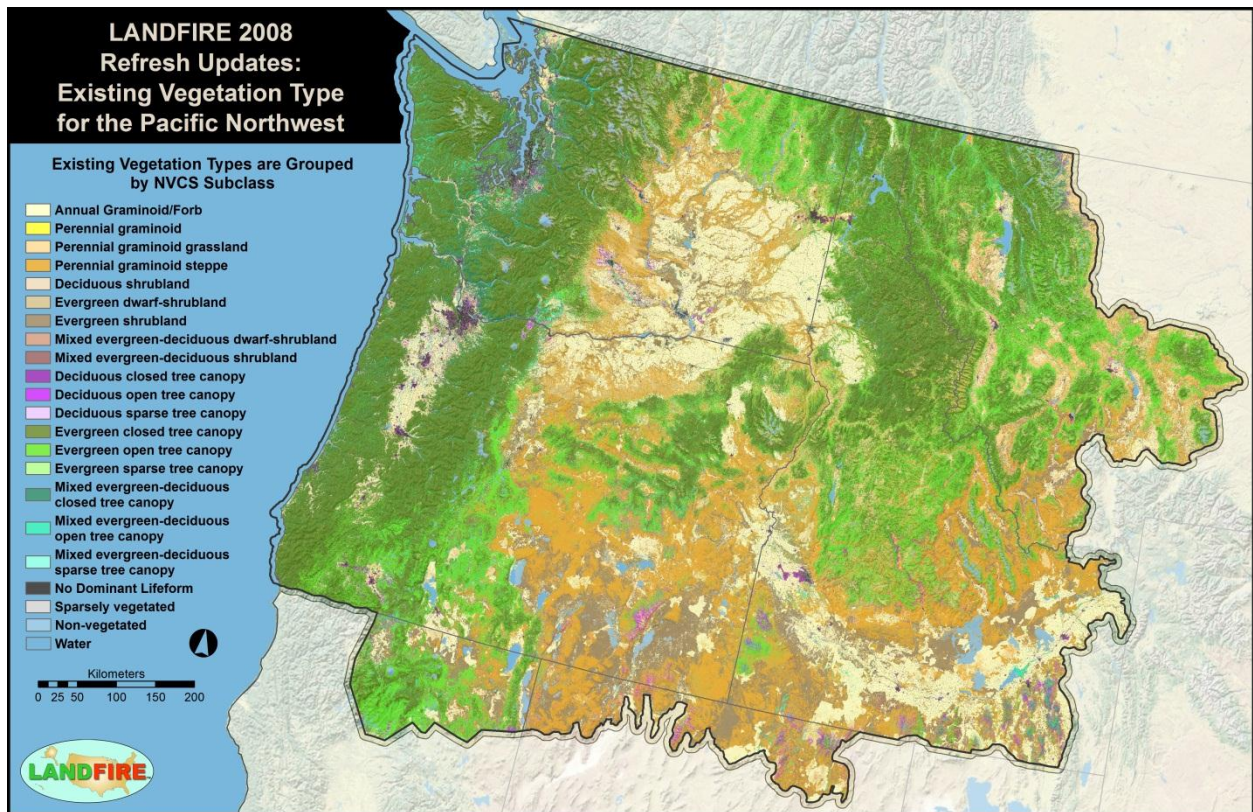 LANDFIRE 2008
Refresh Updates:
Existing Vegetation Type
for the Pacific Northwest
Existing Vegetation Types are Grouped
by NVCS Subclass
Annual Graminoid/Forb
Perennial graminoid
Perennial graminoid grassland
Perennial graminoid steppe
Deciduous shrubland
Evergreen dwarf-shrubland
Evergreen shrubland
Mixed evergreen-deciduous dwarf-shrubland
Mixed evergreen-deciduous shrubland
Deciduous closed tree canopy
Deciduous open tree canopy
Deciduous sparse tree canopy
Evergreen closed tree canopy
Evergreen open tree canopy
Evergreen sparse tree canopy
Mixed evergreen-deciduous
closed tree canopy
Mixed evergreen-deciduous
open tree canopy
Mixed evergreen-deciduous
sparse tree canopy
No Dominant Lifeform
Sparsely vegetated
Non-vegetated
Water
Kilometers
0 25 50 100 150 200
LANDFIRE